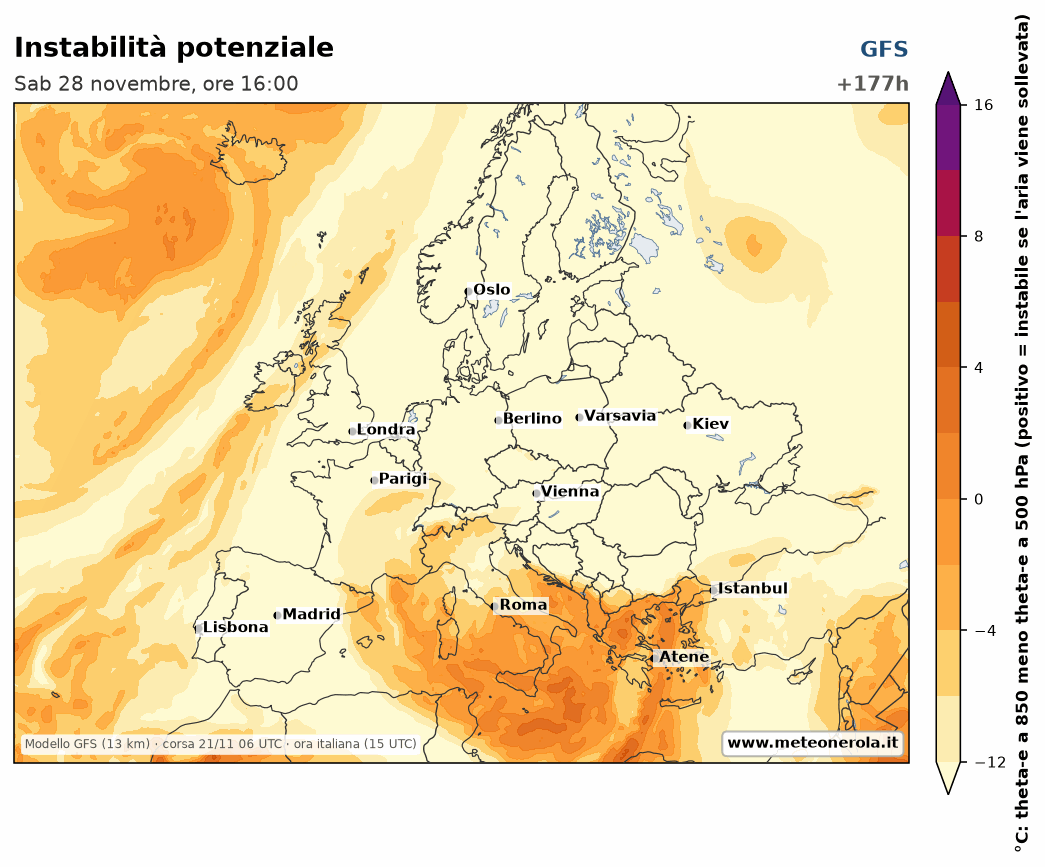 Instabilità potenziale
GFS
Sab 28 novembre, ore 16:00
+177h
16
8
4
0
−4
−12
°C: theta-e a 850 meno theta-e a 500 hPa (positivo = instabile se l'aria viene sollevata)
Oslo
Berlino
Varsavia
Kiev
Londra
Parigi
Vienna
Istanbul
Roma
Madrid
Lisbona
Atene
Modello GFS (13 km) · corsa 21/11 06 UTC · ora italiana (15 UTC)
www.meteonerola.it